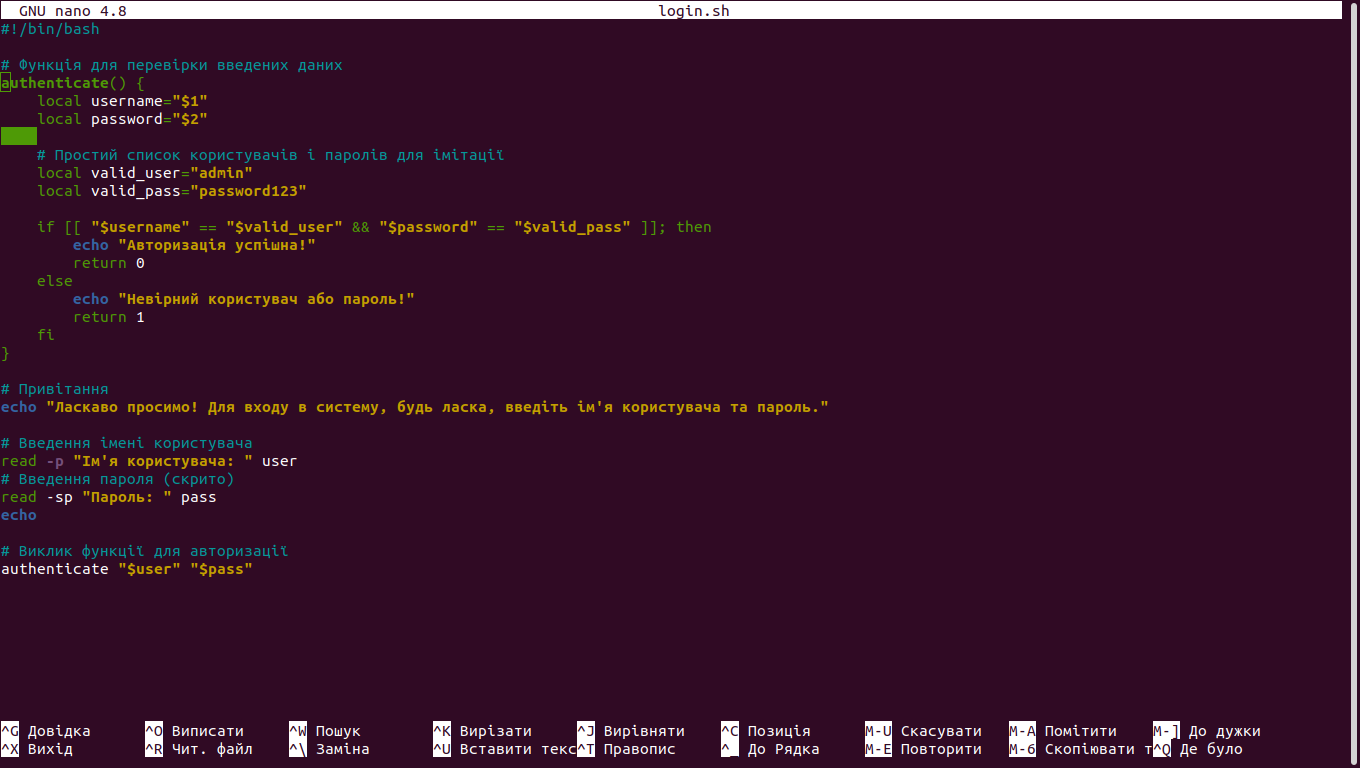 GNU nano 4.8 login.sh
#!/bin/bash
# Функція для перевірки введених даних
authenticate() {
    local username="$1"
    local password="$2"
    # Простий список користувачів і паролів для імітації
    local valid_user="admin"
    local valid_pass="password123"
    if [[ "$username" == "$valid_user" && "$password" == "$valid_pass" ]]; then
        echo "Авторизація успішна!"
        return 0
    else
        echo "Невірний користувач або пароль!"
        return 1
    fi
}
# Привітання
echo "Ласкаво просимо! Для входу в систему, будь ласка, введіть ім'я користувача та пароль."
# Введення імені користувача
read -p "Ім'я користувача: " user
# Введення пароля (скрито)
read -sp "Пароль: " pass
echo
# Виклик функції для авторизації
authenticate "$user" "$pass"
^G Довідка ^O Виписати ^W Пошук ^K Вирізати ^J Вирівняти ^C Позиція M-U Скасувати M-A Помітити M-] До дужки
^X Вихід ^R Чит. файл ^\ Заміна ^U Вставити текс ^T Правопис ^_ До Рядка M-E Повторити M-6 Скопіювати т ^Q Де було